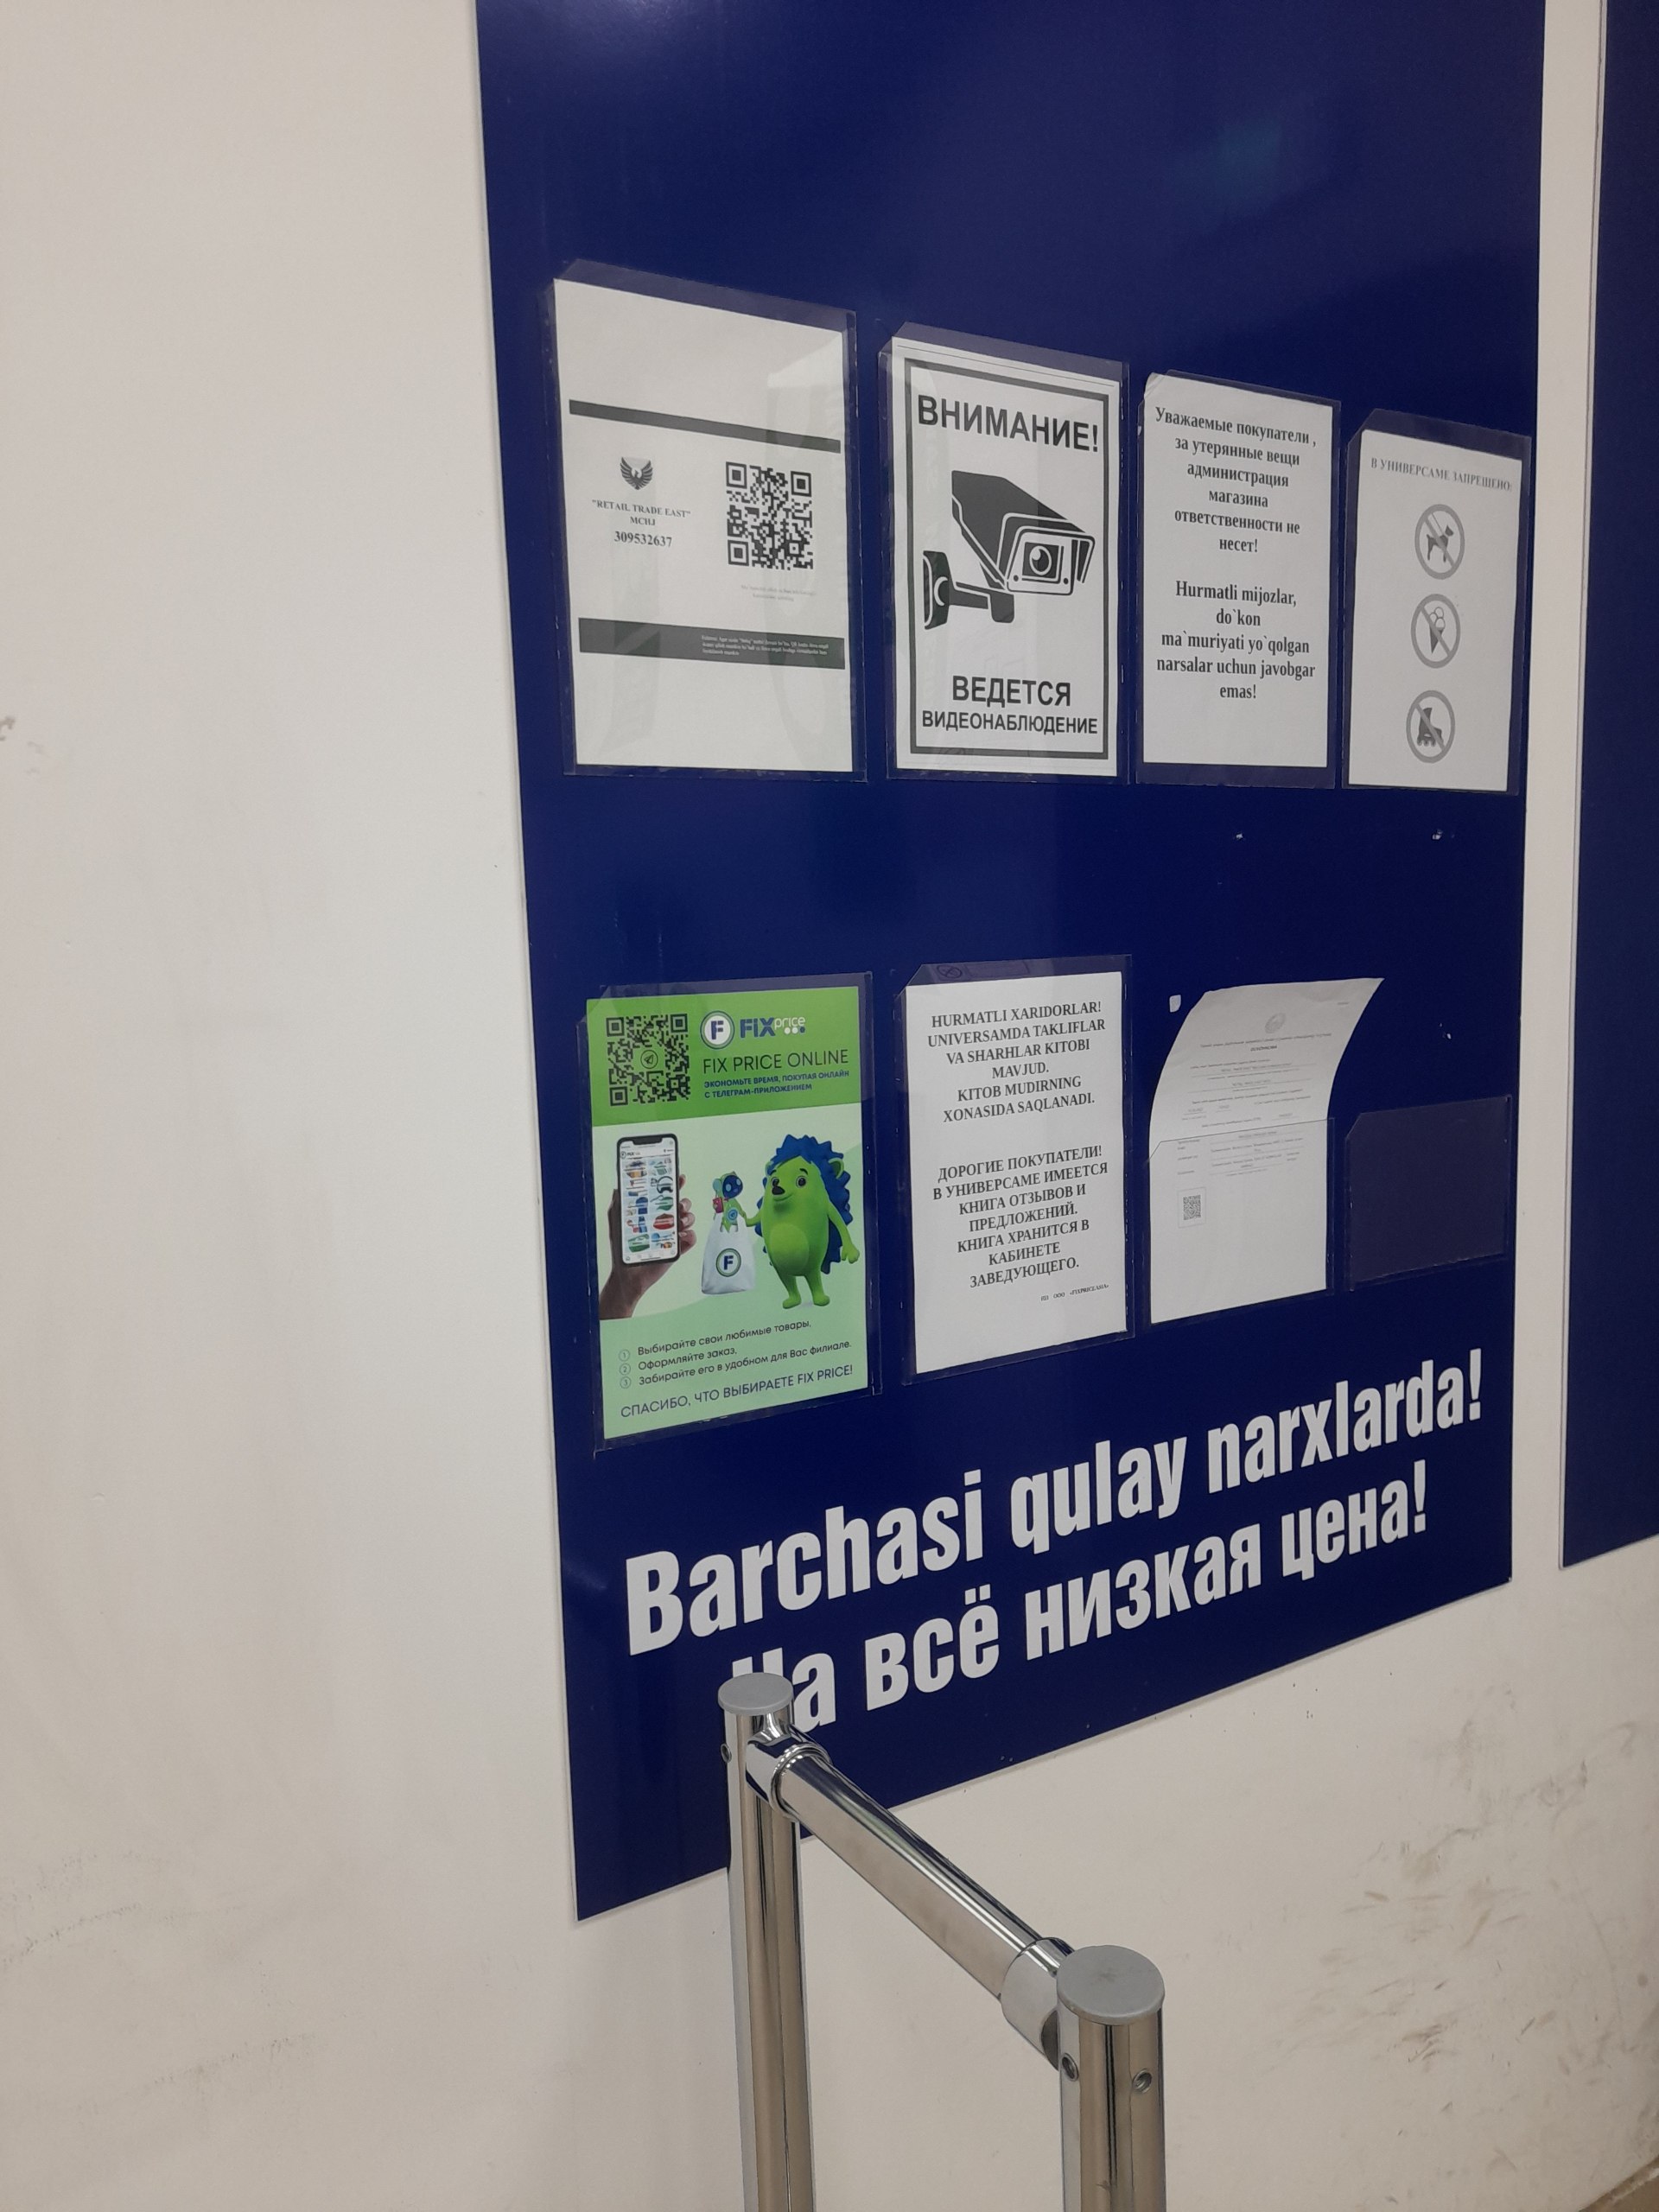 "RETAIL TRADE EAST"
MCHJ
309532637
ВНИМАНИЕ!
ВЕДЕТСЯ
ВИДЕОНАБЛЮДЕНИЕ
Уважаемые покупатели ,
за утерянные вещи
администрация
магазина
ответственности не
несет!
Hurmatli mijozlar,
do`kon
ma`muriyati yo`qolgan
narsalar uchun javobgar
emas!
В УНИВЕРСАМЕ ЗАПРЕЩЕНО:
F FIX price
FIX PRICE ONLINE
ЭКОНОМЬТЕ ВРЕМЯ, ПОКУПАЯ ОНЛАЙН
С ТЕЛЕГРАМ-ПРИЛОЖЕНИЕМ
F
1 Выбирайте свои любимые товары,
2 Оформляйте заказ,
3 Забирайте его в удобном для Вас филиале.
СПАСИБО, ЧТО ВЫБИРАЕТЕ FIX PRICE!
HURMATLI XARIDORLAR!
UNIVERSAMDA TAKLIFLAR
VA SHARHLAR KITOBI
MAVJUD.
KITOB MUDIRNING
XONASIDA SAQLANADI.
ДОРОГИЕ ПОКУПАТЕЛИ!
В УНИВЕРСАМЕ ИМЕЕТСЯ
КНИГА ОТЗЫВОВ И
ПРЕДЛОЖЕНИЙ.
КНИГА ХРАНИТСЯ В
КАБИНЕТЕ
ЗАВЕДУЮЩЕГО.
Barchasi qulay narxlarda!
На всё низкая цена!